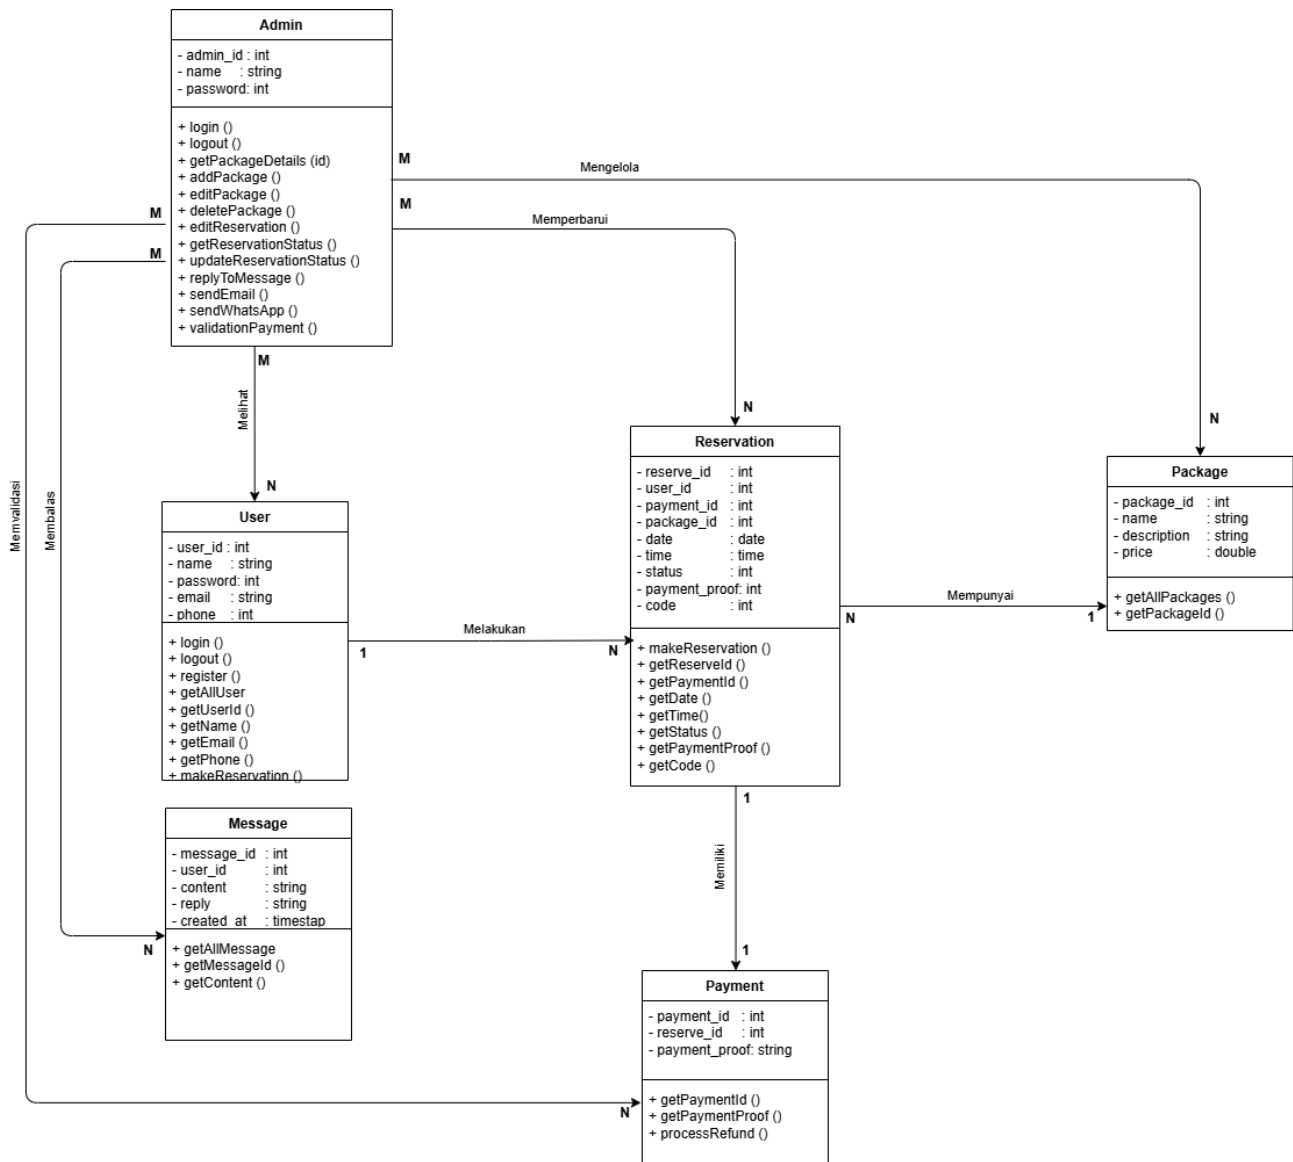 Admin
- admin_id : int
- name : string
- password: int
+ login ()
+ logout ()
+ getPackageDetails (id)
+ addPackage ()
+ editPackage ()
+ deletePackage ()
+ editReservation ()
+ getReservationStatus ()
+ updateReservationStatus ()
+ replyToMessage ()
+ sendEmail ()
+ sendWhatsApp ()
+ validationPayment ()
M
Mengelola
N
M
Memperbarui
N
M
Memvalidasi
N
M
Membalas
N
M
Melihat
N
User
- user_id : int
- name : string
- password: int
- email : string
- phone : int
+ login ()
+ logout ()
+ register ()
+ getAllUser
+ getUserId ()
+ getName ()
+ getEmail ()
+ getPhone ()
+ makeReservation ()
1
Melakukan
N
Reservation
- reserve_id : int
- user_id : int
- payment_id : int
- package_id : int
- date : date
- time : time
- status : int
- payment_proof: int
- code : int
+ makeReservation ()
+ getReserveId ()
+ getPaymentId ()
+ getDate ()
+ getTime()
+ getStatus ()
+ getPaymentProof ()
+ getCode ()
N
Mempunyai
1
Package
- package_id : int
- name : string
- description : string
- price : double
+ getAllPackages ()
+ getPackageId ()
1
Memiliki
1
Message
- message_id : int
- user_id : int
- content : string
- reply : string
- created_at : timestap
+ getAllMessage
+ getMessageId ()
+ getContent ()
Payment
- payment_id : int
- reserve_id : int
- payment_proof: string
+ getPaymentId ()
+ getPaymentProof ()
+ processRefund ()